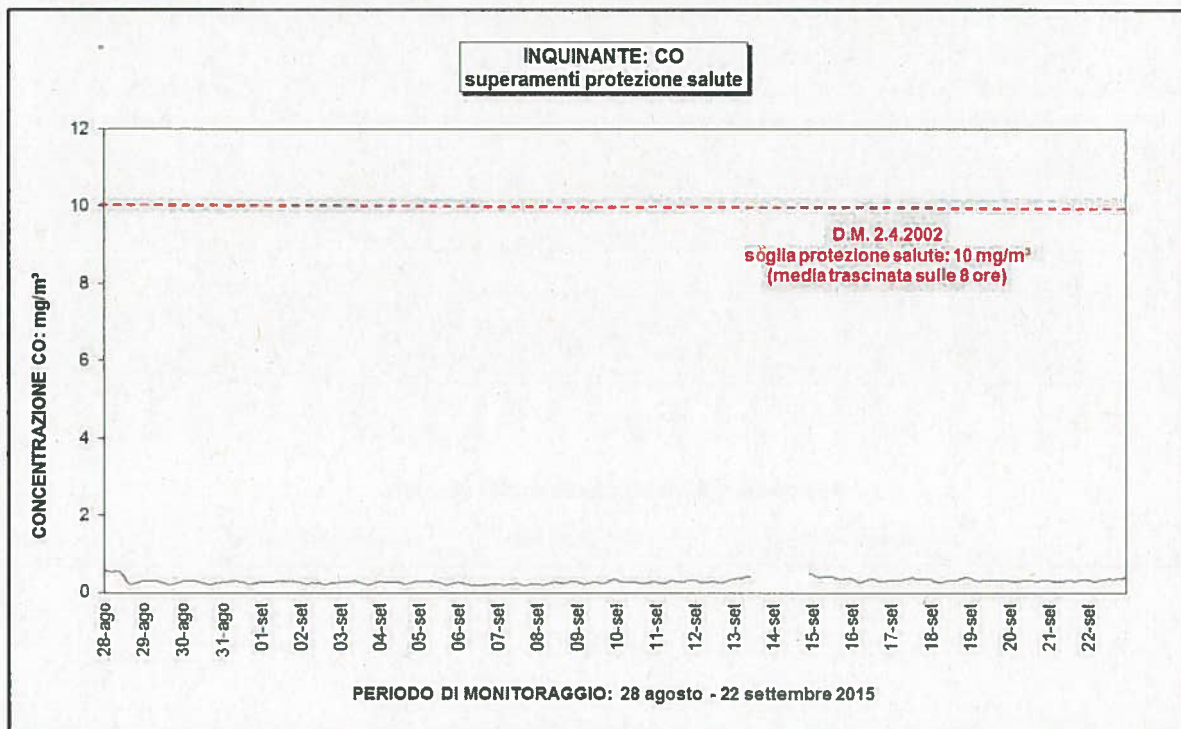 INQUINANTE: CO
superamenti protezione salute
12
10
8
6
4
2
0
CONCENTRAZIONE CO: mg/m³
D.M. 2.4.2002
soglia protezione salute: 10 mg/m³
(media trascinata sulle 8 ore)
28-ago
29-ago
30-ago
31-ago
01-set
02-set
03-set
04-set
05-set
06-set
07-set
08-set
09-set
10-set
11-set
12-set
13-set
14-set
15-set
16-set
17-set
18-set
19-set
20-set
21-set
22-set
PERIODO DI MONITORAGGIO: 28 agosto - 22 settembre 2015